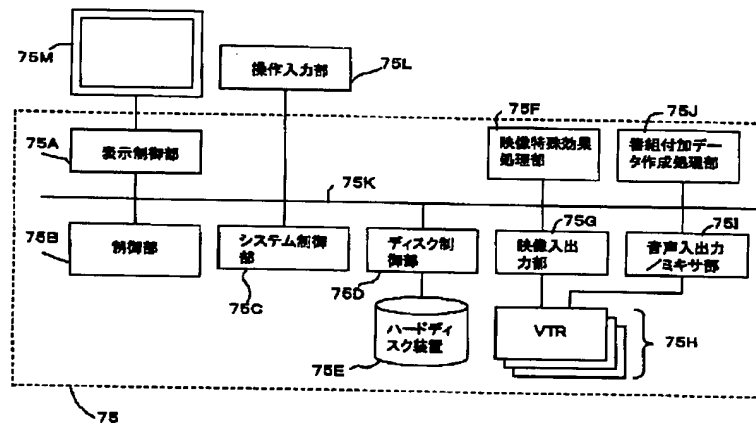 75M
操作入力部
75L
75F
75J
75A
表示制御部
映像特殊効果
処理部
番組付加デー
タ作成処理部
75K
75B
制御部
75C
システム制御
部
75D
ディスク制
御部
75G
映像入出
力部
75I
音声入出力
/ミキサ部
75E
ハードディ
スク装置
VTR
75H
75